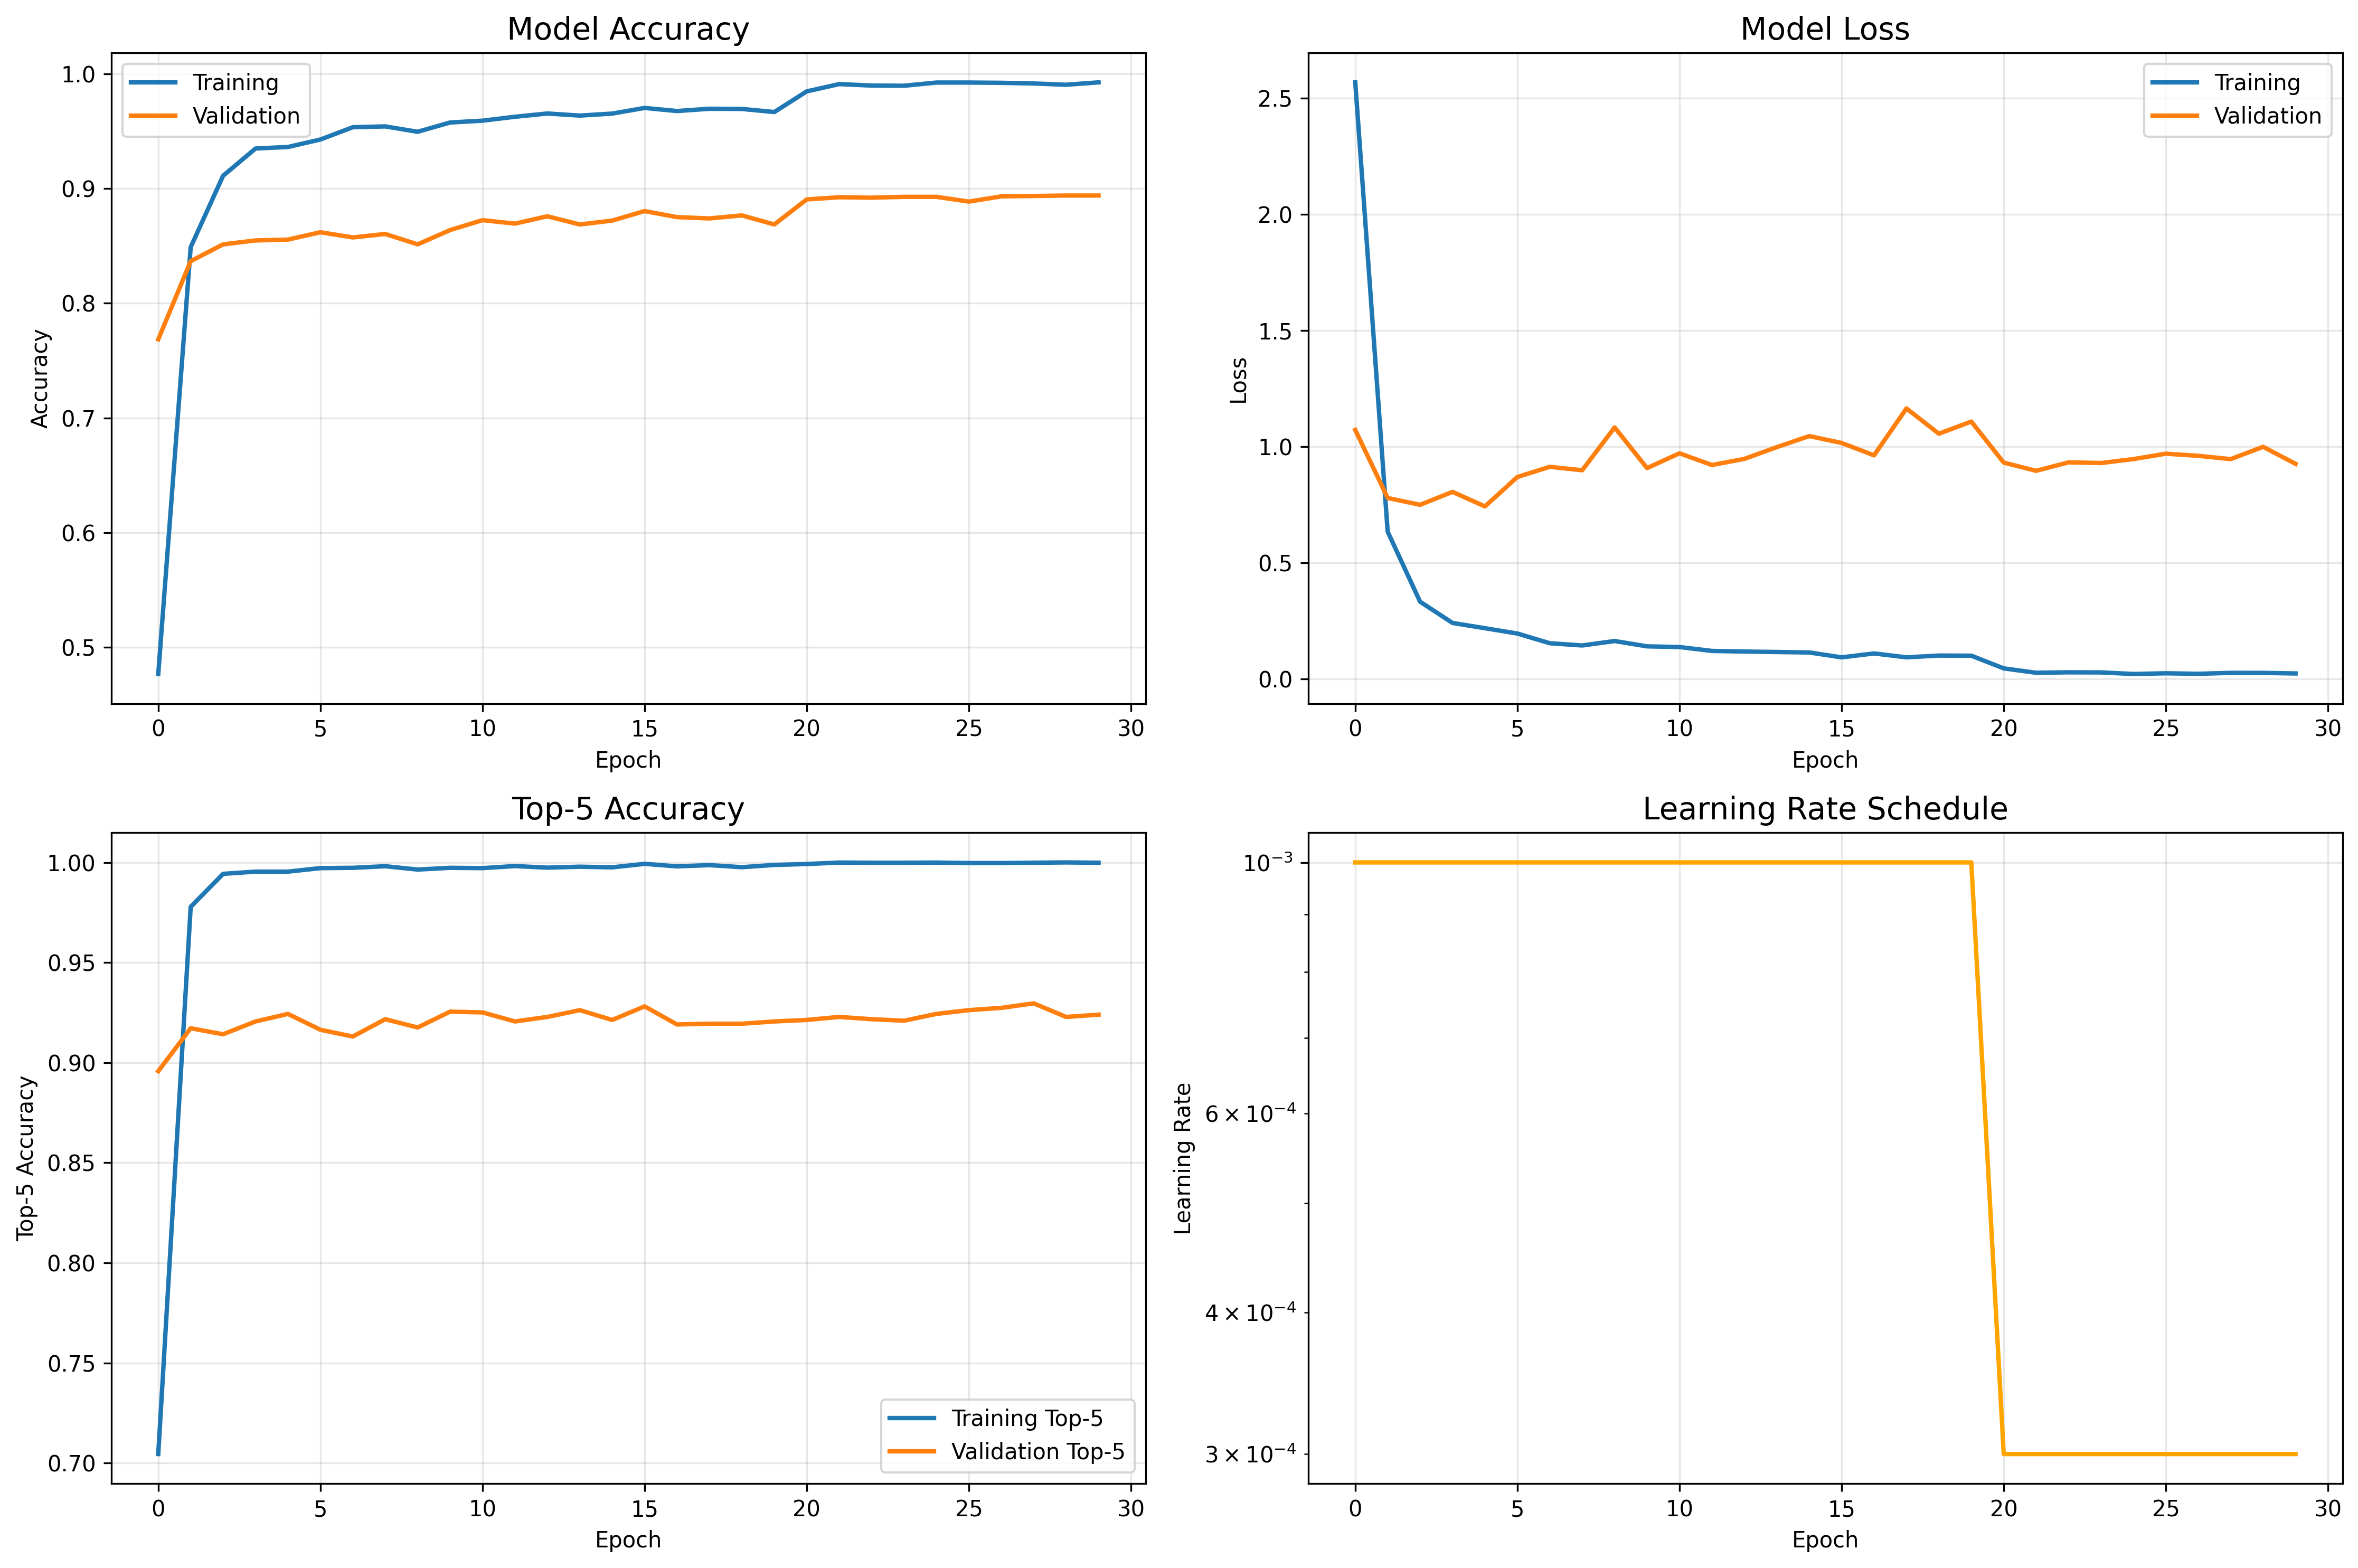 Model Accuracy
1.0
0.9
0.8
0.7
0.6
0.5
Accuracy
Training
Validation
0 5 10 15 20 25 30
Epoch
Model Loss
2.5
2.0
1.5
1.0
0.5
0.0
Loss
Training
Validation
0 5 10 15 20 25 30
Epoch
Top-5 Accuracy
1.00
0.95
0.90
0.85
0.80
0.75
0.70
Top-5 Accuracy
Training Top-5
Validation Top-5
0 5 10 15 20 25 30
Epoch
Learning Rate Schedule
10⁻³
6 × 10⁻⁴
4 × 10⁻⁴
3 × 10⁻⁴
Learning Rate
0 5 10 15 20 25 30
Epoch